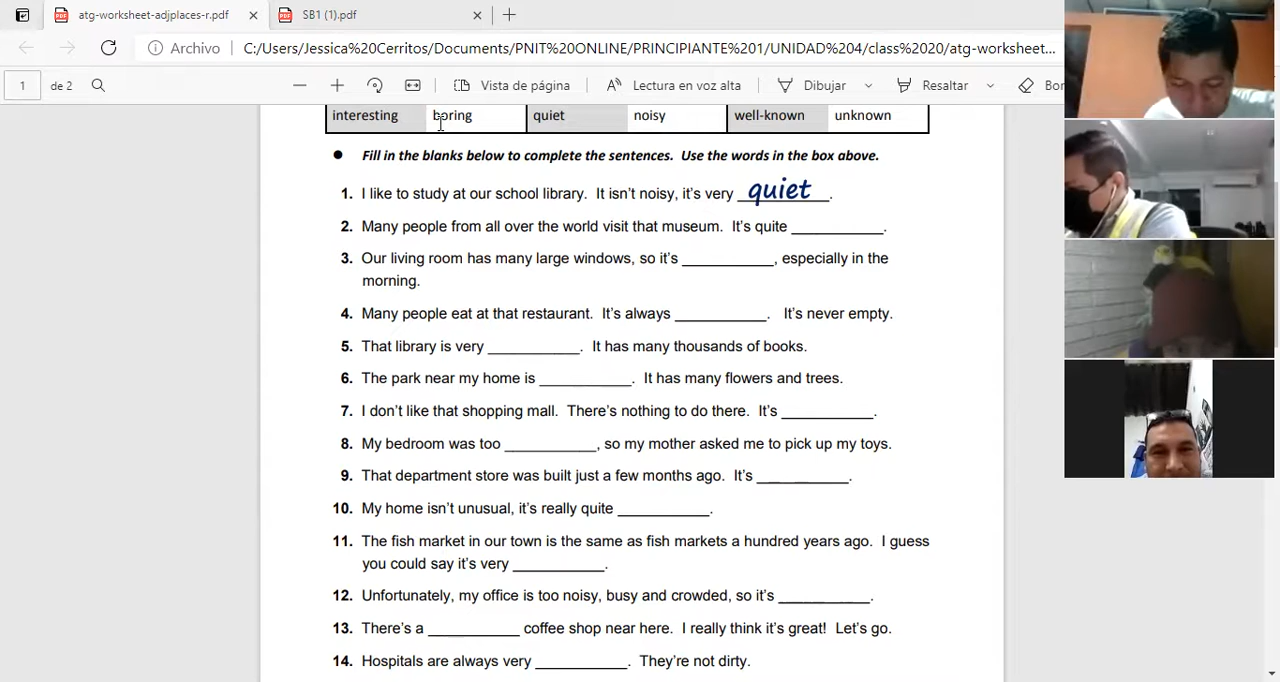 atg-worksheet-adjplaces-r.pdf
SB1 (1).pdf
Archivo C:/Users/Jessica%20Cerritos/Documents/PNIT%20ONLINE/PRINCIPIANTE%201/UNIDAD%204/class%2020/atg-worksheet...
1 de 2 Vista de página Lectura en voz alta Dibujar Resaltar Bor
interesting boring quiet noisy well-known unknown
● Fill in the blanks below to complete the sentences. Use the words in the box above.
1. I like to study at our school library. It isn't noisy, it's very quiet.
2. Many people from all over the world visit that museum. It's quite ___________.
3. Our living room has many large windows, so it's ___________, especially in the
morning.
4. Many people eat at that restaurant. It's always ___________. It's never empty.
5. That library is very ___________. It has many thousands of books.
6. The park near my home is ___________. It has many flowers and trees.
7. I don't like that shopping mall. There's nothing to do there. It's ___________.
8. My bedroom was too ___________, so my mother asked me to pick up my toys.
9. That department store was built just a few months ago. It's ___________.
10. My home isn't unusual, it's really quite ___________.
11. The fish market in our town is the same as fish markets a hundred years ago. I guess
you could say it's very ___________.
12. Unfortunately, my office is too noisy, busy and crowded, so it's ___________.
13. There's a ___________ coffee shop near here. I really think it's great! Let's go.
14. Hospitals are always very ___________. They're not dirty.